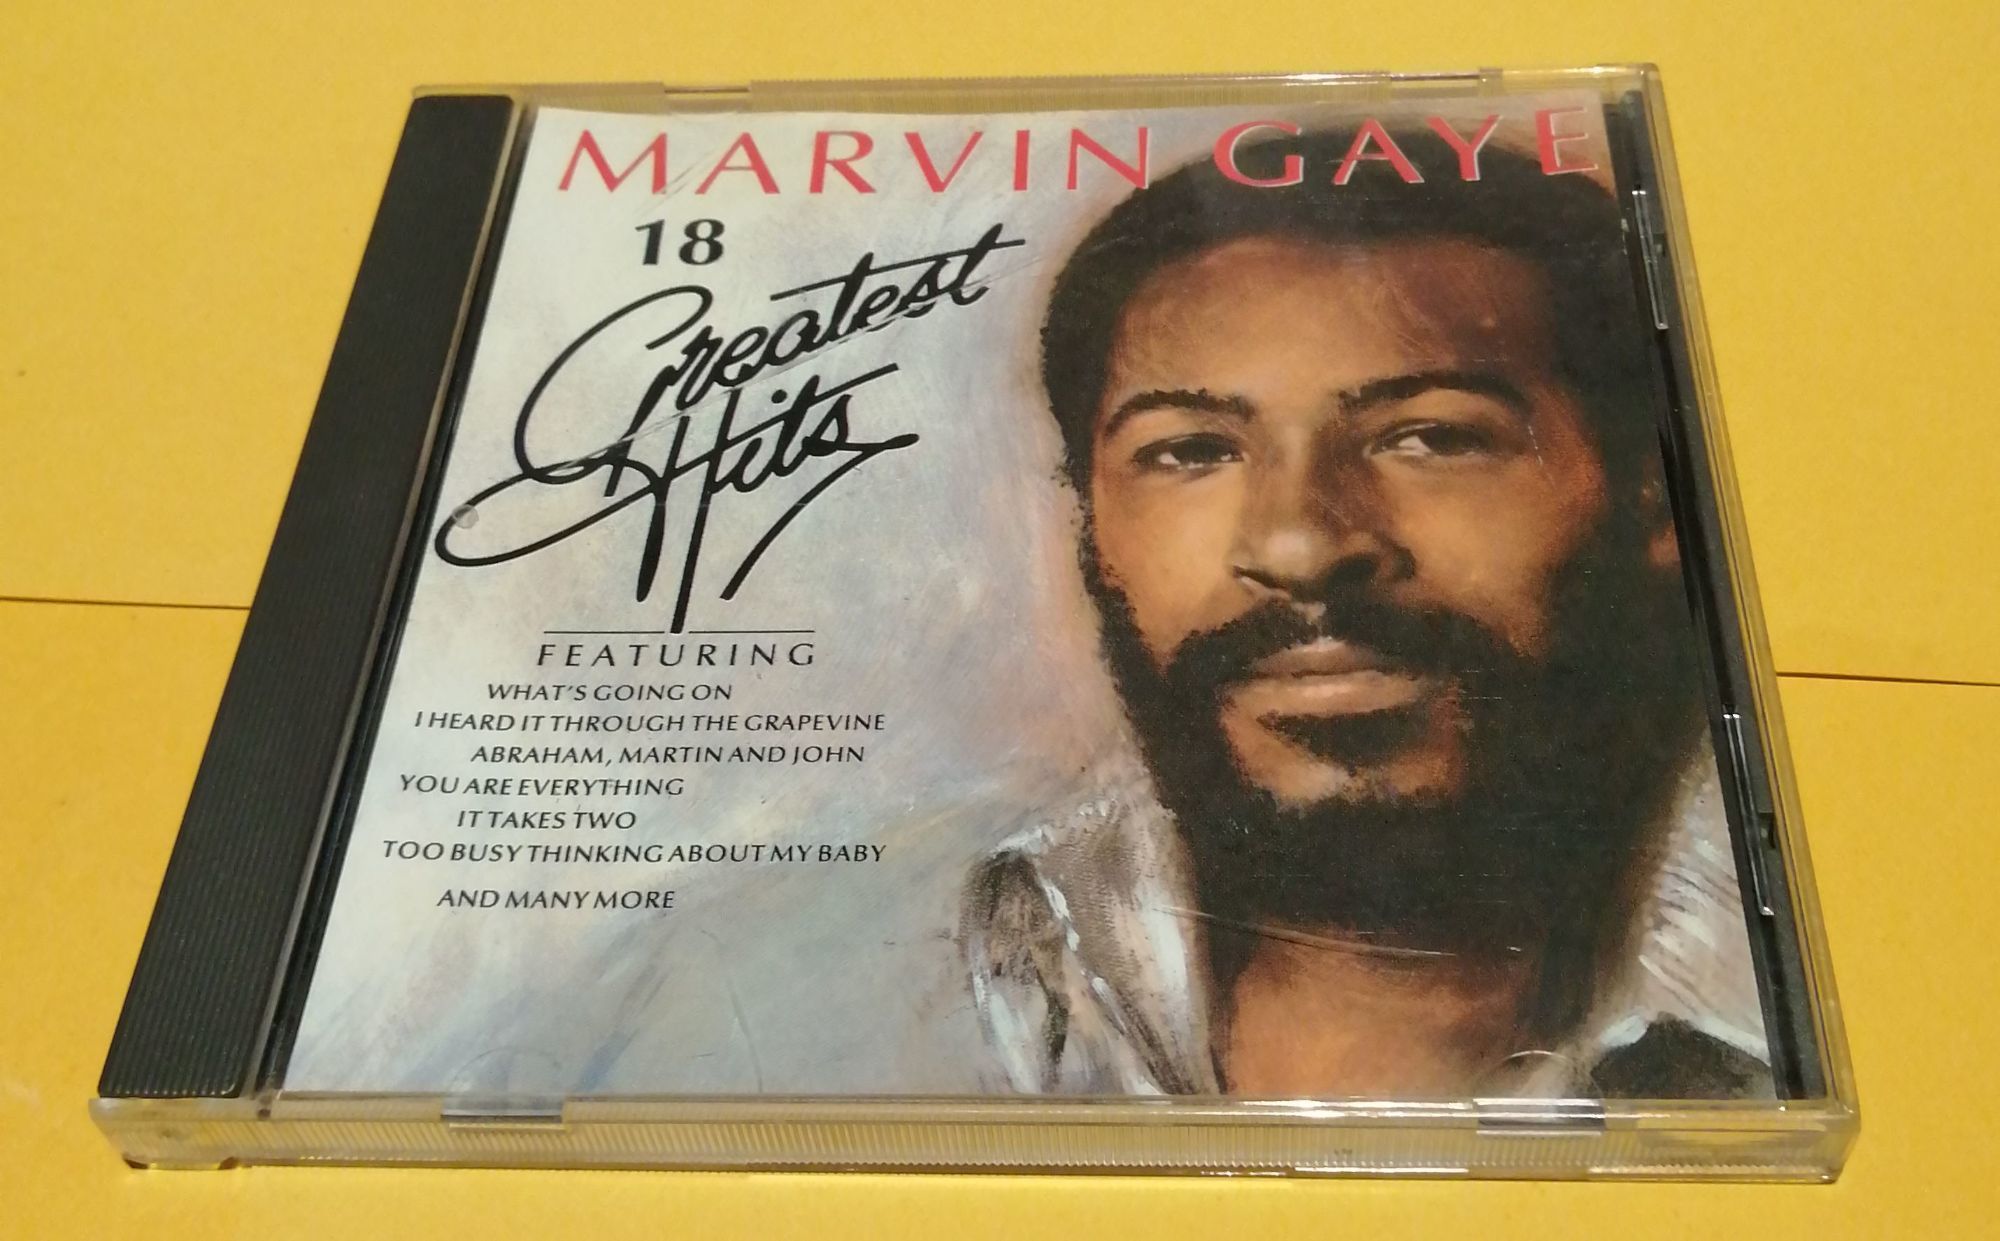 MARVIN GAYE
18
Greatest
Hits
FEATURING
WHAT'S GOING ON
I HEARD IT THROUGH THE GRAPEVINE
ABRAHAM, MARTIN AND JOHN
YOU ARE EVERYTHING
IT TAKES TWO
TOO BUSY THINKING ABOUT MY BABY
AND MANY MORE